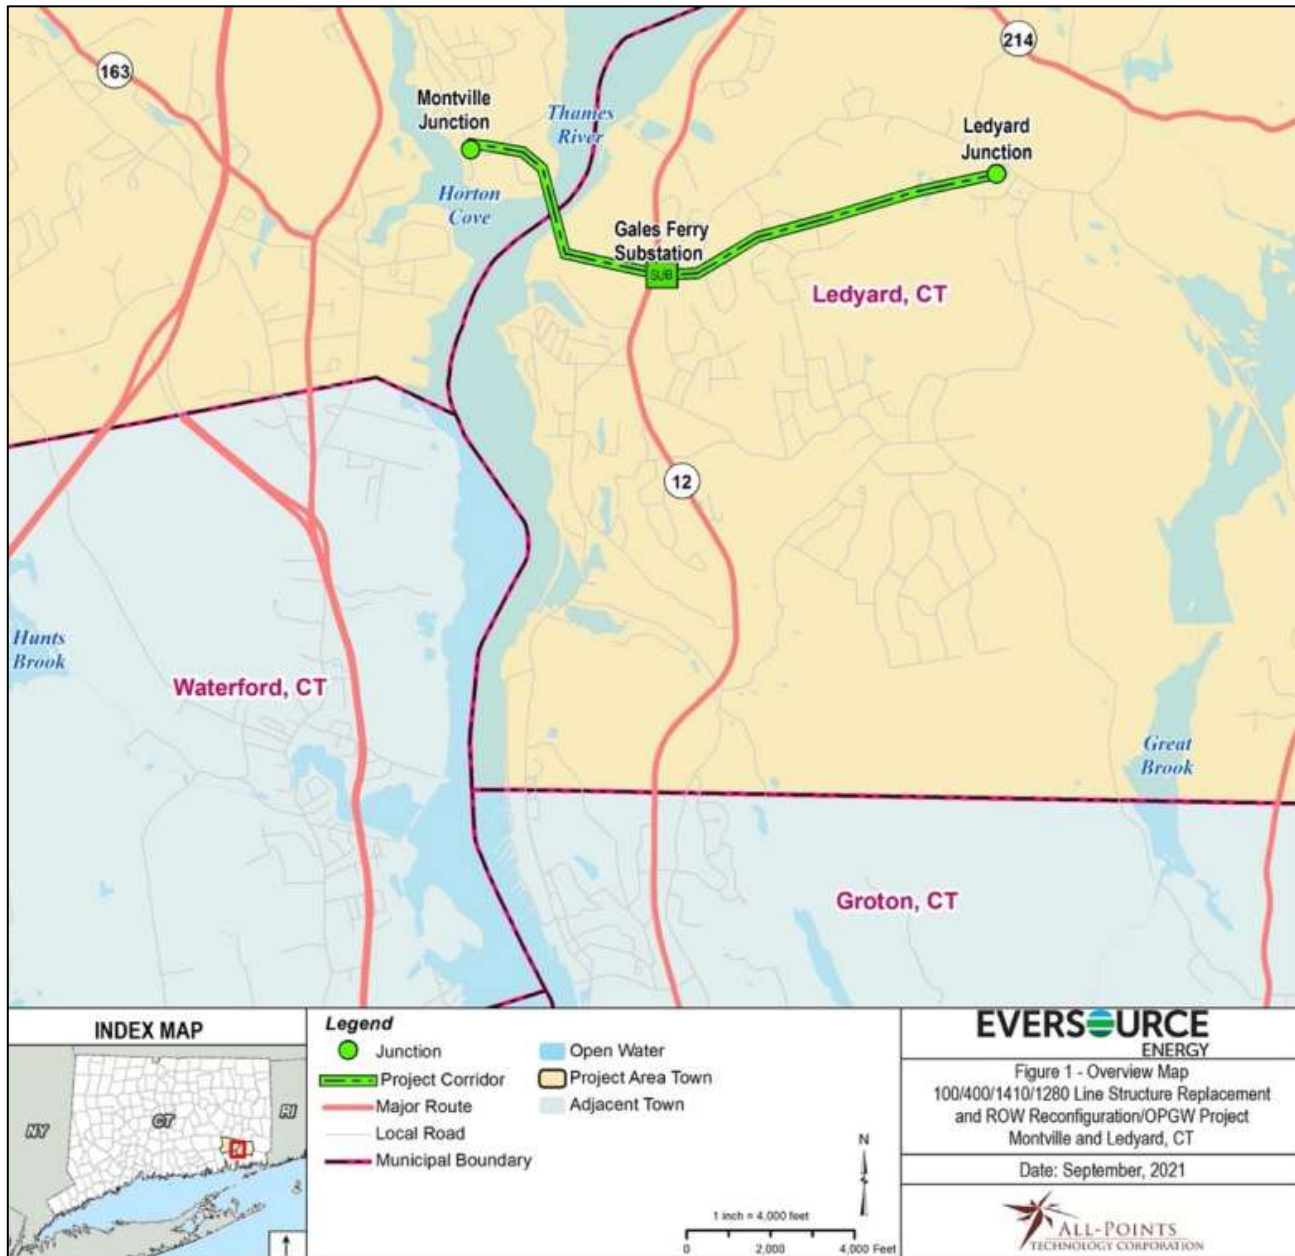 163
214
Montville
Junction
Thames
River
Ledyard
Junction
Horton
Cove
Gales Ferry
Substation
SUB
Ledyard, CT
12
Hunts
Brook
Waterford, CT
Great
Brook
Groton, CT
INDEX MAP
NY
CT
RI
Legend
Junction
Project Corridor
Major Route
Local Road
Municipal Boundary
Open Water
Project Area Town
Adjacent Town
N
1 inch = 4,000 feet
0 2,000 4,000 Feet
EVERSOURCE
ENERGY
Figure 1 - Overview Map
100/400/1410/1280 Line Structure Replacement
and ROW Reconfiguration/OPGW Project
Montville and Ledyard, CT
Date: September, 2021
ALL-POINTS
TECHNOLOGY CORPORATION